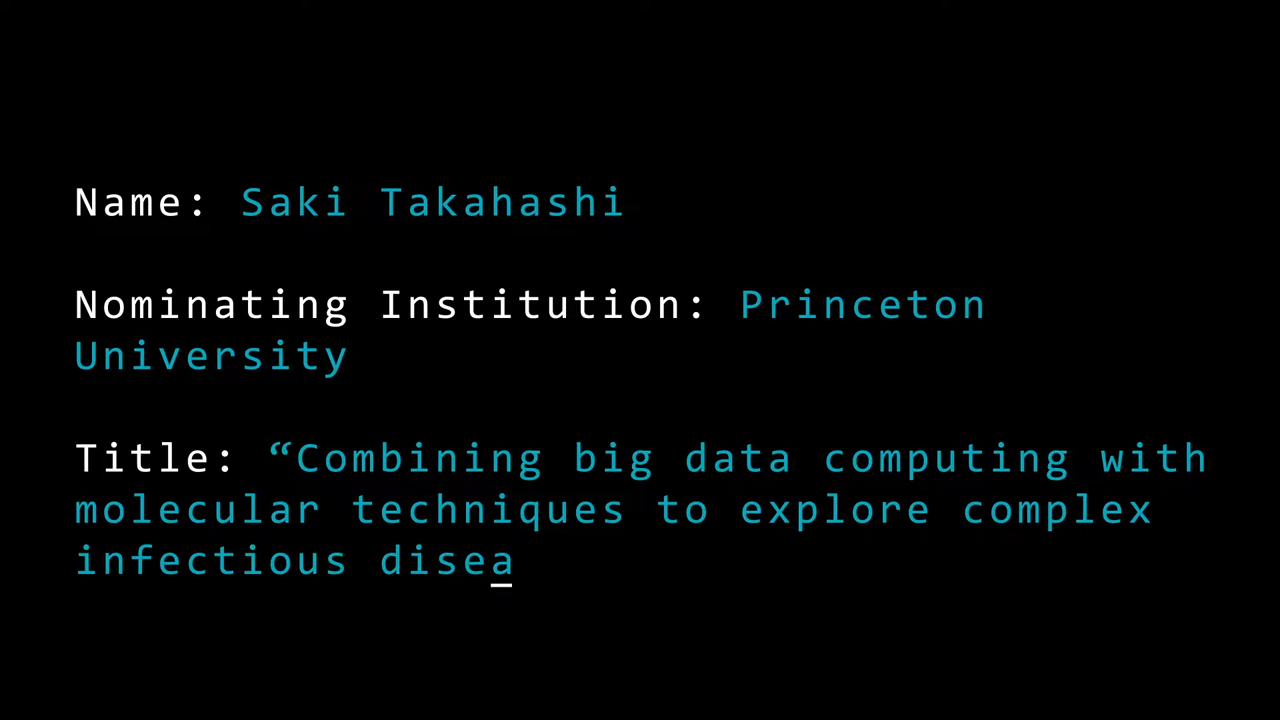 Name: Saki Takahashi
Nominating Institution: Princeton
University
Title: “Combining big data computing with
molecular techniques to explore complex
infectious disea